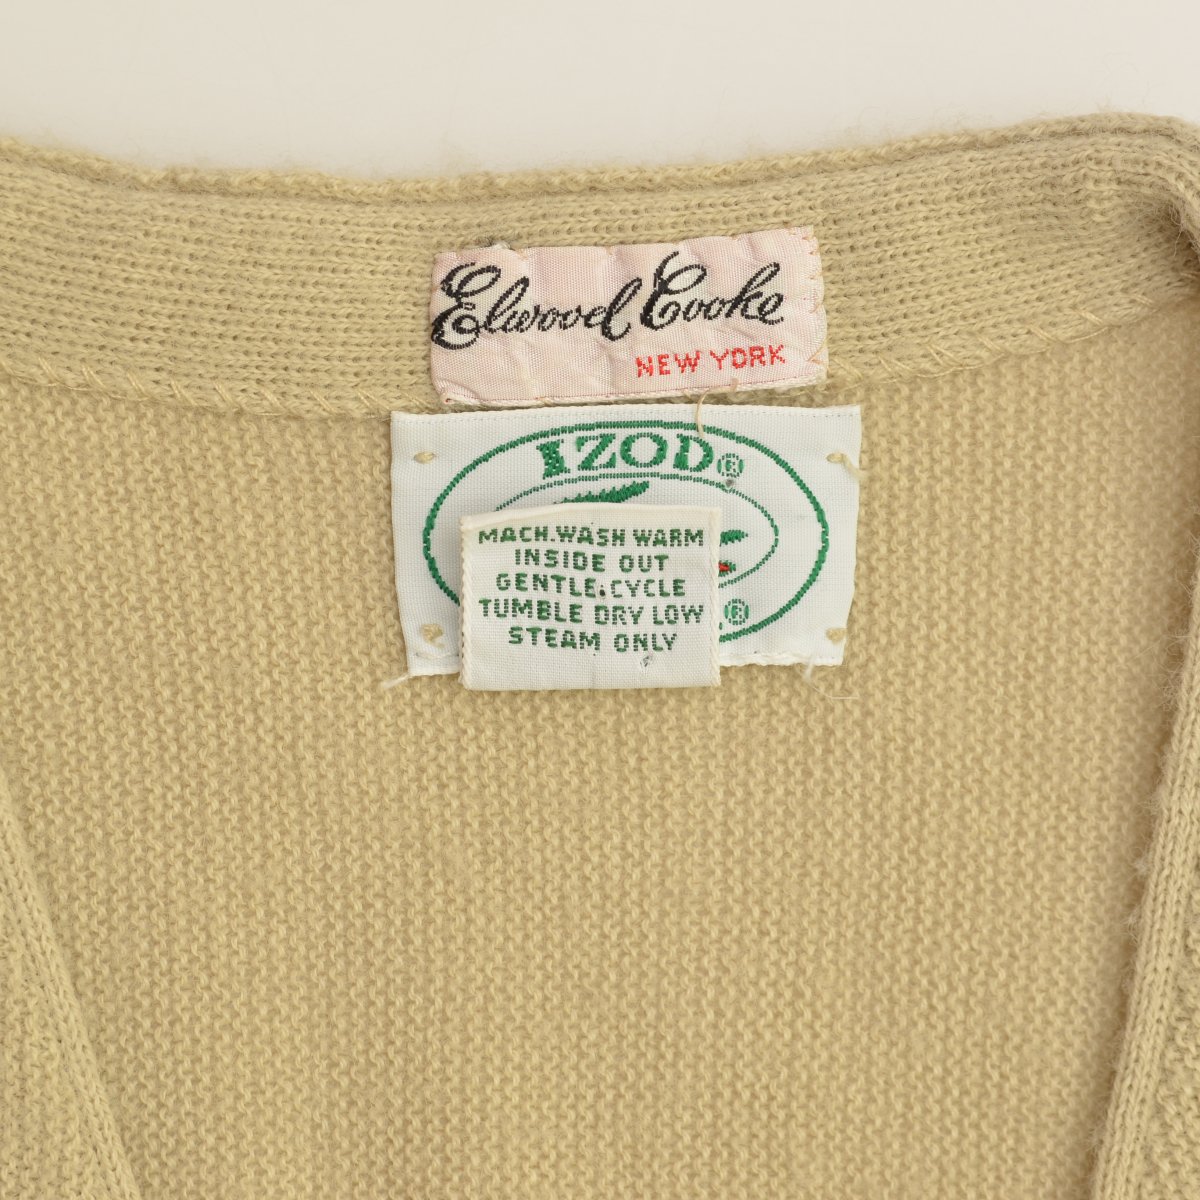 Elwood Cooke
NEW YORK
IZOD®
MACH.WASH WARM
INSIDE OUT
GENTLE CYCLE
TUMBLE DRY LOW
STEAM ONLY
®